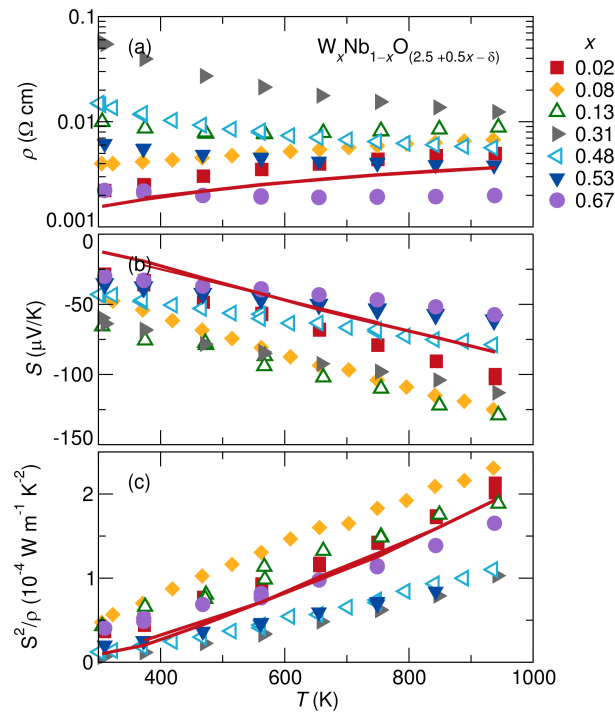 (a) WxNb1−xO(2.5 +0.5x − δ) x
0.1
0.01
0.001
ρ (Ω cm)
0.02
0.08
0.13
0.31
0.48
0.53
0.67
(b)
0
-50
-100
-150
S (μV/K)
(c)
2
1
0
S²/ρ (10⁻⁴ W m⁻¹ K⁻²)
400 600 800 1000
T (K)